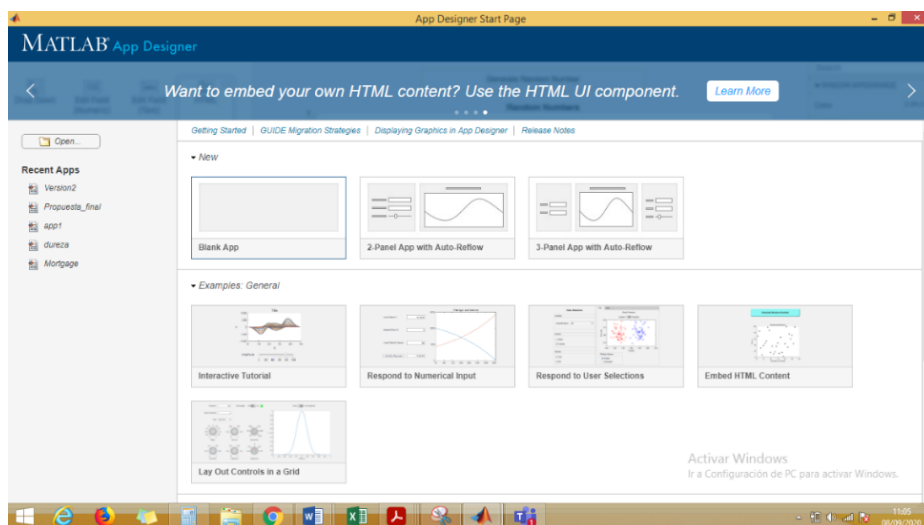 App Designer Start Page
MATLAB® App Designer
Want to embed your own HTML content? Use the HTML UI component.
Learn More
Getting Started | GUIDE Migration Strategies | Displaying Graphics in App Designer | Release Notes
Open...
Recent Apps
Version2
Propuesta_final
app1
dureza
Mortgage
New
Blank App
2-Panel App with Auto-Reflow
3-Panel App with Auto-Reflow
Examples: General
Interactive Tutorial
Respond to Numerical Input
Respond to User Selections
Embed HTML Content
Lay Out Controls in a Grid
Activar Windows
Ir a Configuración de PC para activar Windows.
11:05
08/09/2020